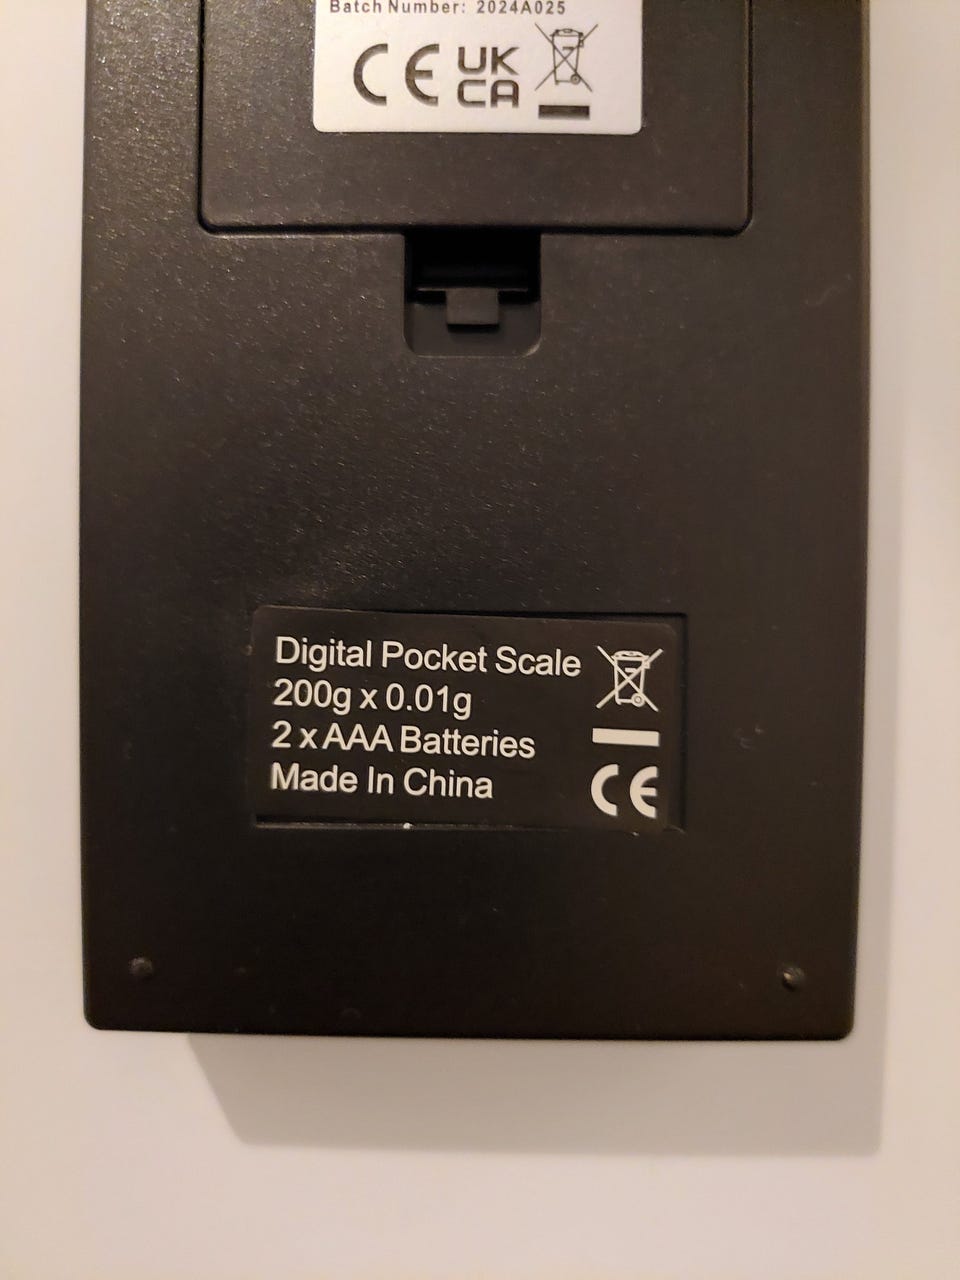 Batch Number: 2024A025
CE UK
CA
Digital Pocket Scale
200g x 0.01g
2 x AAA Batteries
Made In China
CE